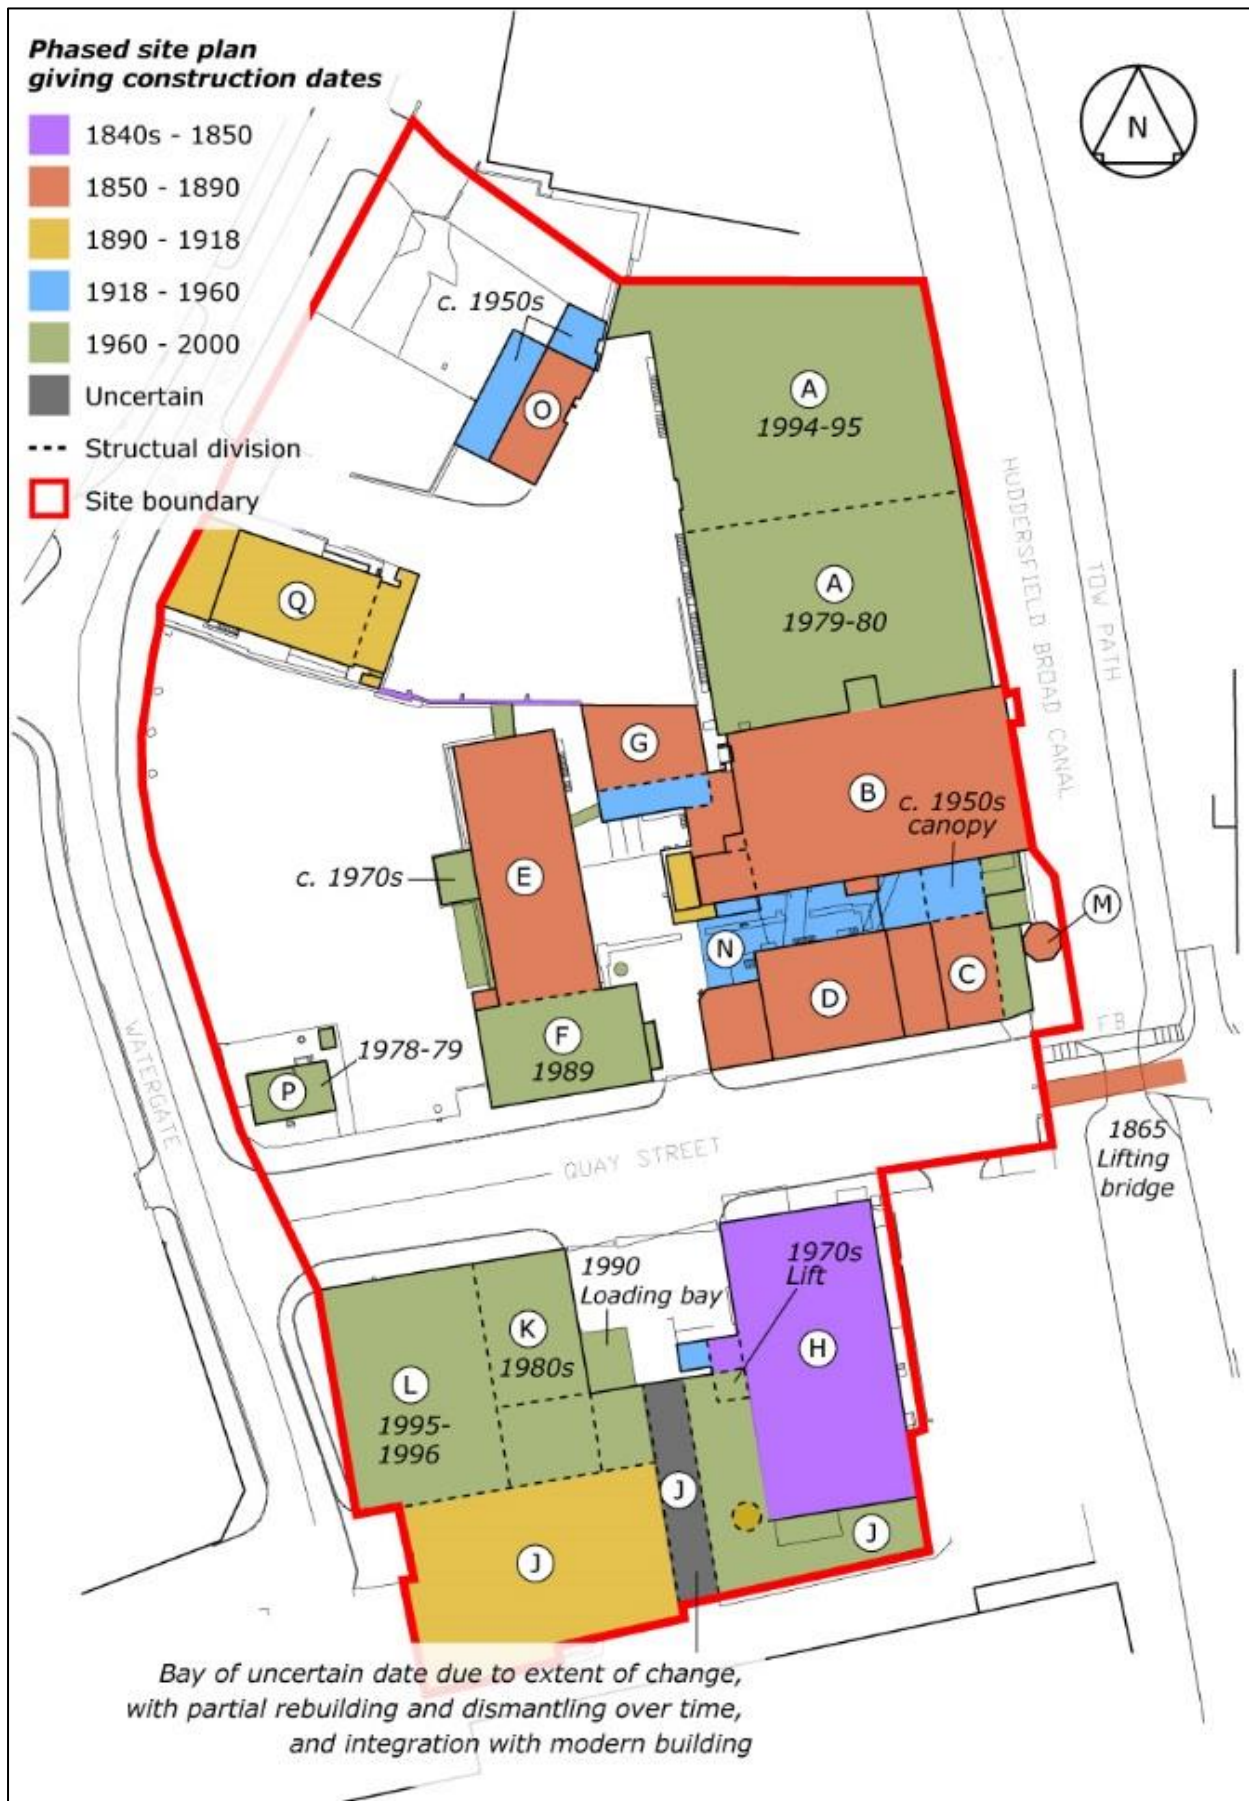 Phased site plan
giving construction dates
1840s - 1850
1850 - 1890
1890 - 1918
1918 - 1960
1960 - 2000
Uncertain
Structual division
Site boundary
N
c. 1950s
O
A
1994-95
HUDDERSFIELD BROAD CANAL
TOW PATH
Q
A
1979-80
G
B
c. 1950s
canopy
c. 1970s
E
M
N
D
C
WATERGATE
F
1989
1978-79
P
FB
QUAY STREET
1865
Lifting
bridge
1990
Loading bay
1970s
Lift
K
1980s
H
L
1995-
1996
J
J
J
Bay of uncertain date due to extent of change,
with partial rebuilding and dismantling over time,
and integration with modern building